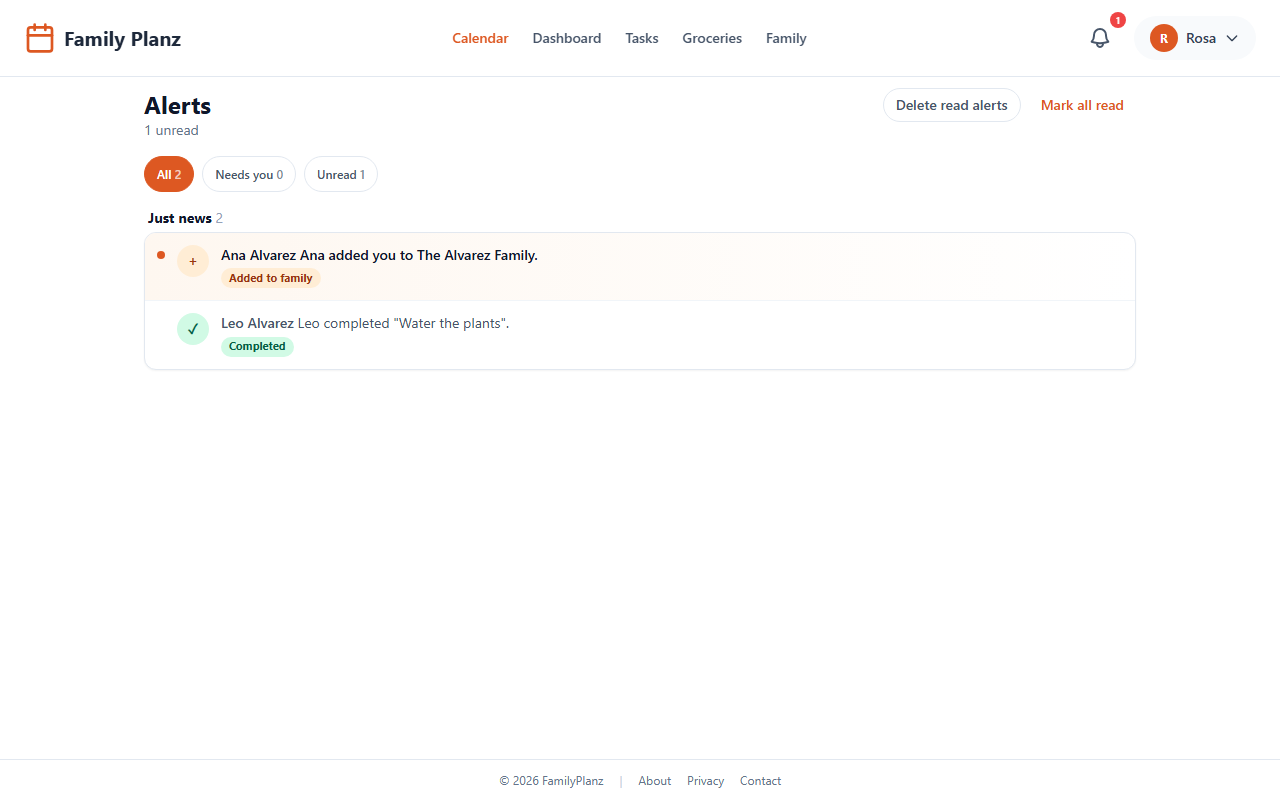 Family Planz
Calendar Dashboard Tasks Groceries Family
1
R Rosa
Alerts
1 unread
Delete read alerts Mark all read
All 2 Needs you 0 Unread 1
Just news 2
+ Ana Alvarez Ana added you to The Alvarez Family.
Added to family
✓ Leo Alvarez Leo completed "Water the plants".
Completed
© 2026 FamilyPlanz | About Privacy Contact